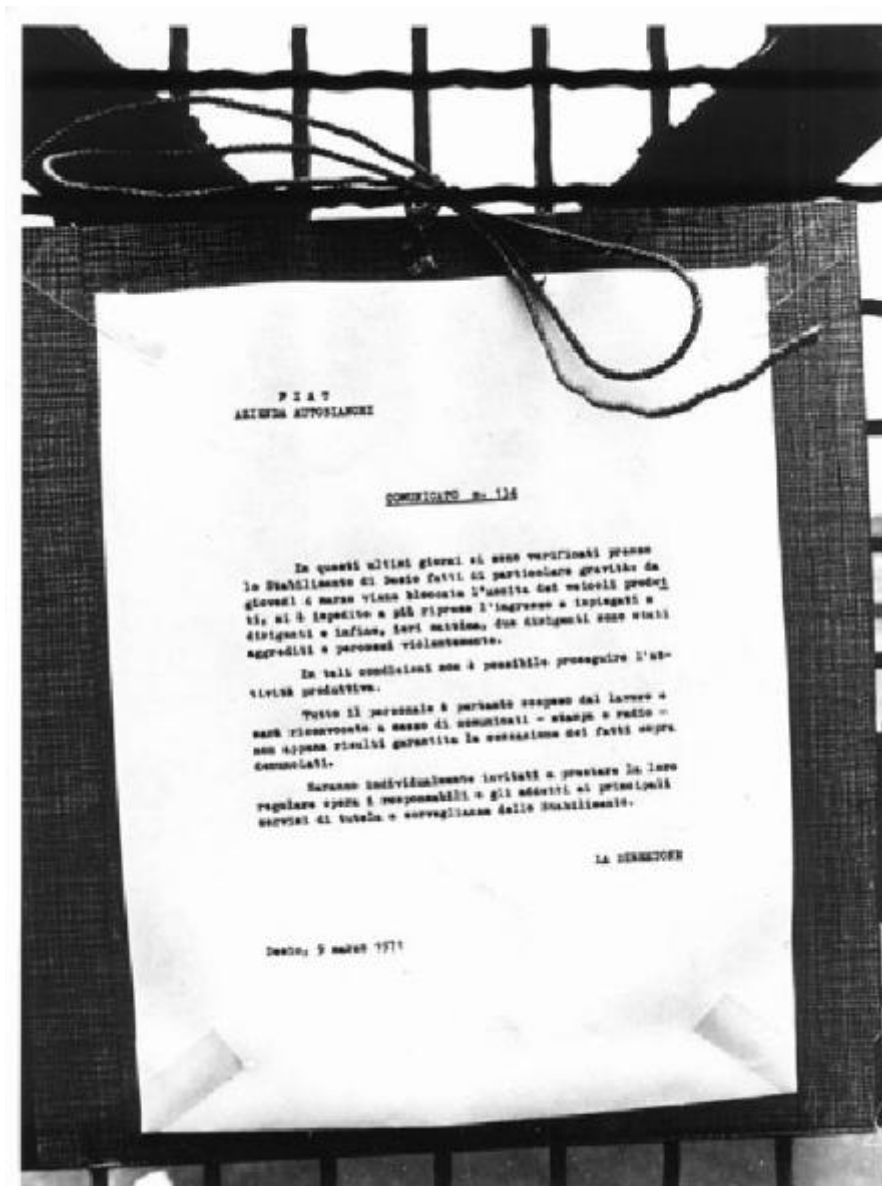 FIAT
AZIENDA AUTOBIANCHI
COMUNICATO n. 136
In questi ultimi giorni si sono verificati presso
lo Stabilimento di Desio fatti di particolare gravità: da
giovedì 4 marzo viene bloccata l'uscita dei veicoli prodot
ti, si è impedito a più riprese l'ingresso a impiegati e
dirigenti e infine, ieri mattina, due dirigenti sono stati
aggrediti e percossi violentemente.
In tali condizioni non è possibile proseguire l'at-
tività produttiva.
Tutto il personale è pertanto sospeso dal lavoro e
sarà riconvocato a mezzo di comunicati - stampa e radio -
non appena risulti garantita la cessazione dei fatti sopra
denunciati.
Saranno individualmente invitati a prestare la loro
regolare opera i responsabili e gli addetti ai principali
servizi di tutela e sorveglianza dello Stabilimento.
LA DIREZIONE
Desio, 9 marzo 1971